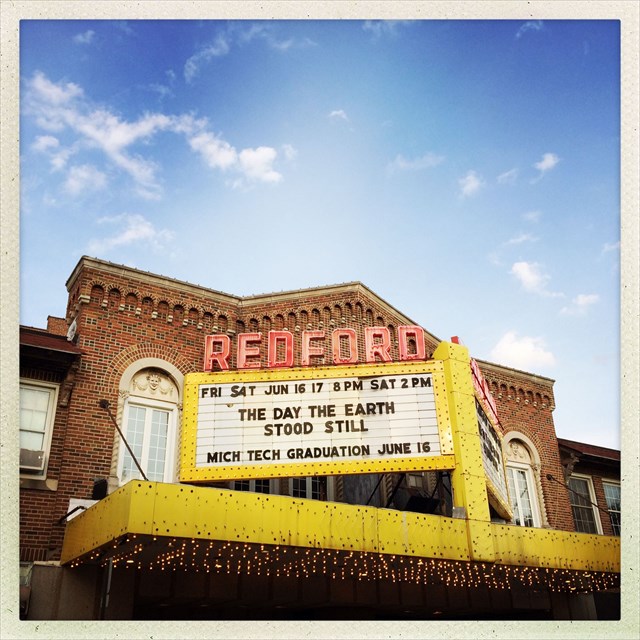 REDFORD
FRI SAT JUN 16 17 8 PM SAT 2 PM
THE DAY THE EARTH
STOOD STILL
MICH TECH GRADUATION JUNE 16